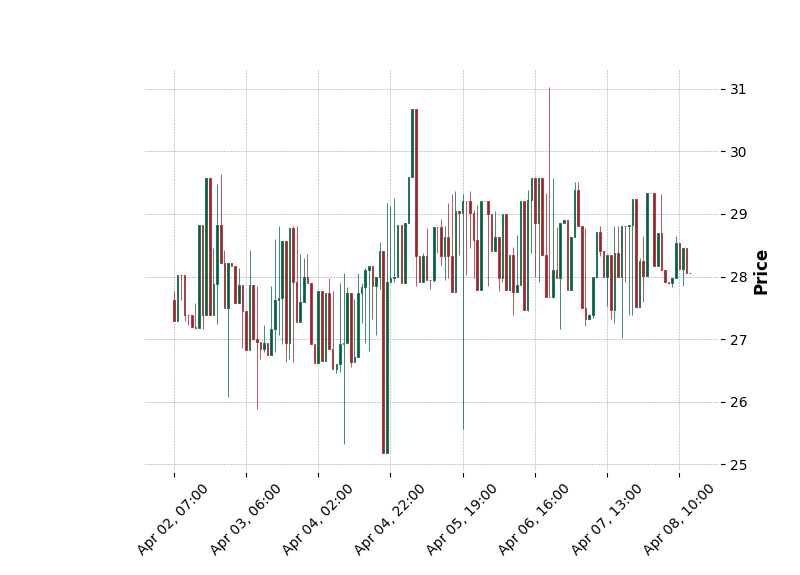 31
30
29
28
27
26
25
Price
Apr 02, 07:00
Apr 03, 06:00
Apr 04, 02:00
Apr 04, 22:00
Apr 05, 19:00
Apr 06, 16:00
Apr 07, 13:00
Apr 08, 10:00